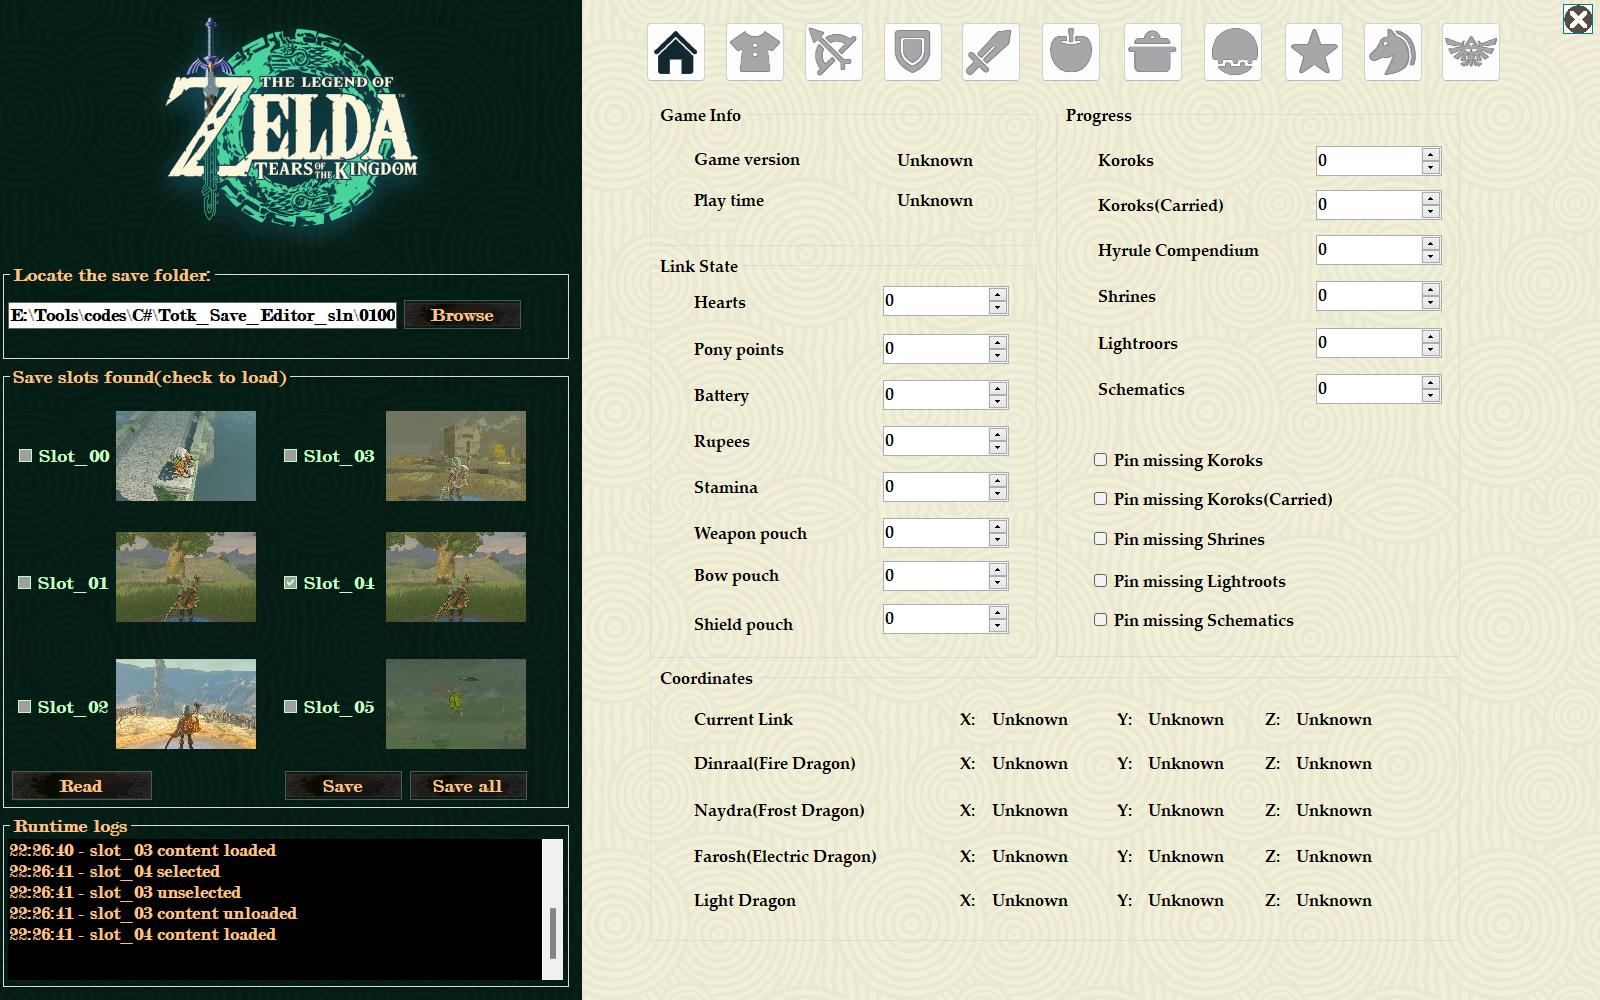 THE LEGEND OF
ZELDA™
TEARS OF THE KINGDOM
Locate the save folder:
E:\Tools\codes\C#\Totk_Save_Editor_sln\0100
Browse
Save slots found(check to load)
Slot_00
Slot_03
Slot_01
Slot_04
Slot_02
Slot_05
Read
Save
Save all
Runtime logs
22:26:40 - slot_03 content loaded
22:26:41 - slot_04 selected
22:26:41 - slot_03 unselected
22:26:41 - slot_03 content unloaded
22:26:41 - slot_04 content loaded
Game Info
Game version Unknown
Play time Unknown
Link State
Hearts 0
Pony points 0
Battery 0
Rupees 0
Stamina 0
Weapon pouch 0
Bow pouch 0
Shield pouch 0
Progress
Koroks 0
Koroks(Carried) 0
Hyrule Compendium 0
Shrines 0
Lightroors 0
Schematics 0
Pin missing Koroks
Pin missing Koroks(Carried)
Pin missing Shrines
Pin missing Lightroots
Pin missing Schematics
Coordinates
Current Link X: Unknown Y: Unknown Z: Unknown
Dinraal(Fire Dragon) X: Unknown Y: Unknown Z: Unknown
Naydra(Frost Dragon) X: Unknown Y: Unknown Z: Unknown
Farosh(Electric Dragon) X: Unknown Y: Unknown Z: Unknown
Light Dragon X: Unknown Y: Unknown Z: Unknown